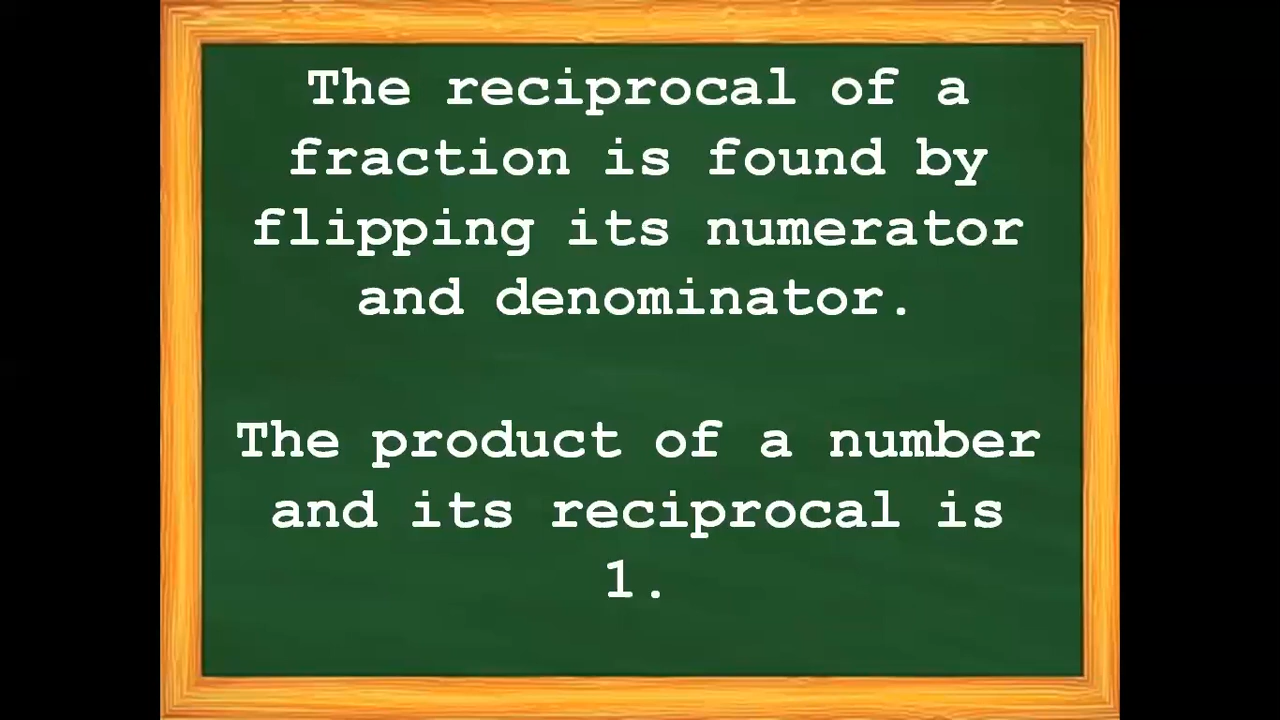 The reciprocal of a
fraction is found by
flipping its numerator
and denominator.
The product of a number
and its reciprocal is
1.